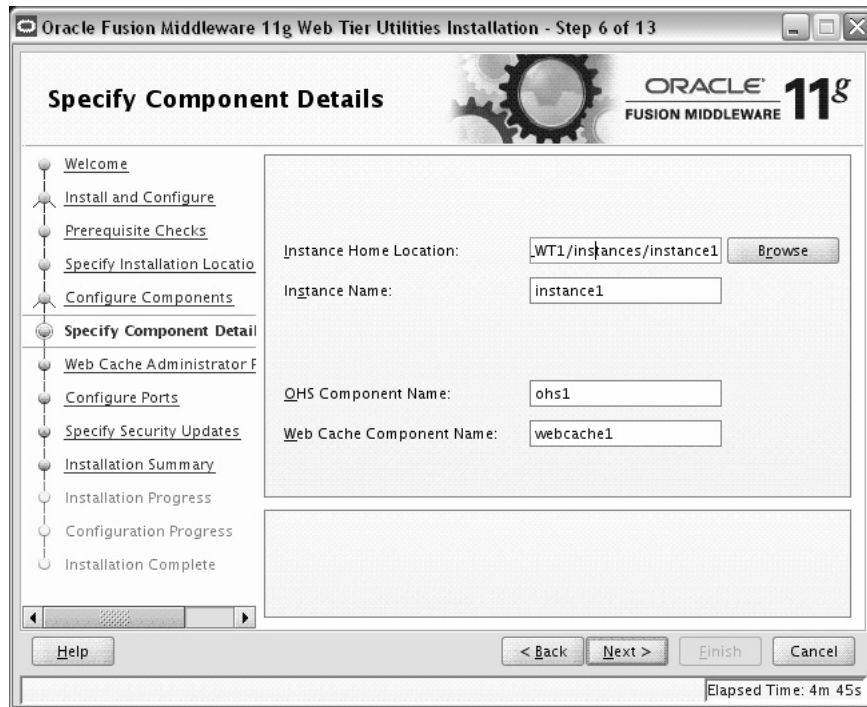 Oracle Fusion Middleware 11g Web Tier Utilities Installation - Step 6 of 13
Specify Component Details
ORACLE
FUSION MIDDLEWARE
11g
Welcome
Install and Configure
Prerequisite Checks
Specify Installation Locatio
Configure Components
Specify Component Detail
Web Cache Administrator P
Configure Ports
Specify Security Updates
Installation Summary
Installation Progress
Configuration Progress
Installation Complete
Instance Home Location: _WT1/instances/instance1 Browse
Instance Name: instance1
OHS Component Name: ohs1
Web Cache Component Name: webcache1
Help < Back Next > Finish Cancel
Elapsed Time: 4m 45s